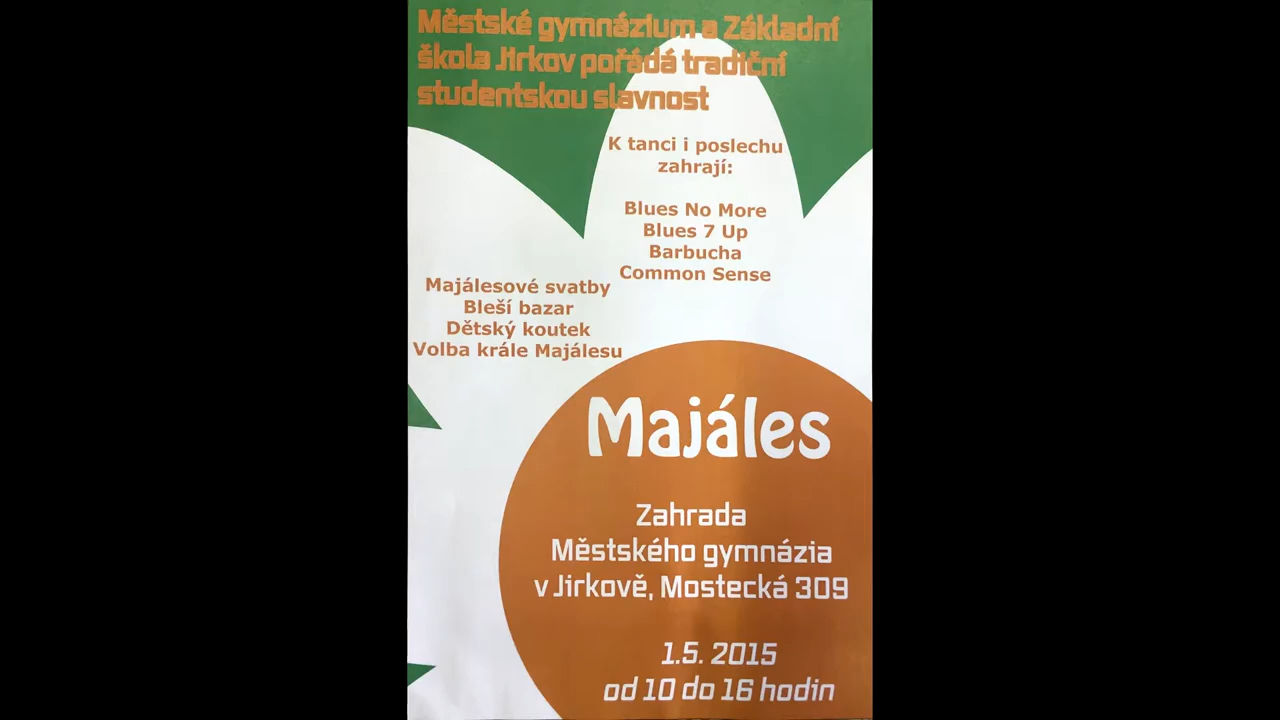 Městské gymnázium a Základní
škola Jirkov pořádá tradiční
studentskou slavnost
K tanci i poslechu
zahrají:
Blues No More
Blues 7 Up
Barbucha
Common Sense
Majálesové svatby
Bleší bazar
Dětský koutek
Volba krále Majálesu
Majáles
Zahrada
Městského gymnázia
v Jirkově, Mostecká 309
1.5. 2015
od 10 do 16 hodin